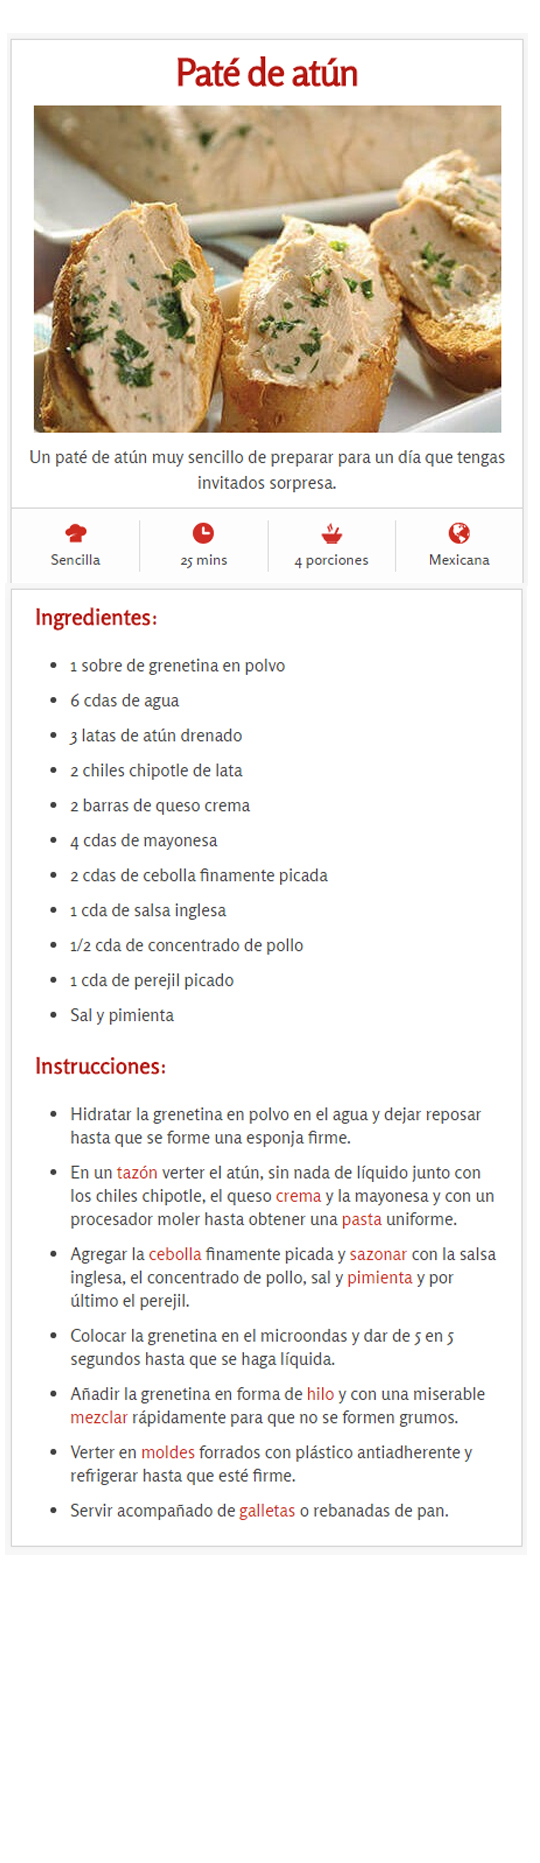 Paté de atún
Un paté de atún muy sencillo de preparar para un día que tengas
invitados sorpresa.
Sencilla
25 mins
4 porciones
Mexicana
Ingredientes:
• 1 sobre de grenetina en polvo
• 6 cdas de agua
• 3 latas de atún drenado
• 2 chiles chipotle de lata
• 2 barras de queso crema
• 4 cdas de mayonesa
• 2 cdas de cebolla finamente picada
• 1 cda de salsa inglesa
• 1/2 cda de concentrado de pollo
• 1 cda de perejil picado
• Sal y pimienta
Instrucciones:
• Hidratar la grenetina en polvo en el agua y dejar reposar
hasta que se forme una esponja firme.
• En un tazón verter el atún, sin nada de líquido junto con
los chiles chipotle, el queso crema y la mayonesa y con un
procesador moler hasta obtener una pasta uniforme.
• Agregar la cebolla finamente picada y sazonar con la salsa
inglesa, el concentrado de pollo, sal y pimienta y por
último el perejil.
• Colocar la grenetina en el microondas y dar de 5 en 5
segundos hasta que se haga líquida.
• Añadir la grenetina en forma de hilo y con una miserable
mezclar rápidamente para que no se formen grumos.
• Verter en moldes forrados con plástico antiadherente y
refrigerar hasta que esté firme.
• Servir acompañado de galletas o rebanadas de pan.